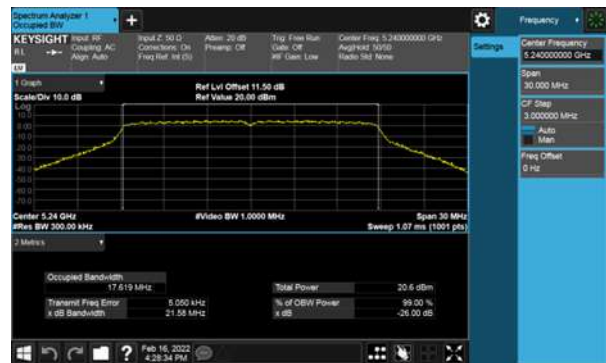 Spectrum Analyzer 1
Occupied BW
Frequency
KEYSIGHT Input: RF Input Z: 50 Ω Atten: 20 dB Trig: Free Run Center Freq: 5.240000000 GHz
R L Coupling: AC Corrections: On Preamp: Off Gate: Off Avg|Hold: 50/50
Align: Auto Freq Ref: Int (S) #IF Gain: Low Radio Std: None
Settings
Center Frequency
5.240000000 GHz
Span
30.000 MHz
CF Step
3.000000 MHz
Auto
Man
Freq Offset
0 Hz
1 Graph
Scale/Div 10.0 dB
Ref Lvl Offset 11.50 dB
Ref Value 20.00 dBm
Log
10.0
0.00
-10.0
-20.0
-30.0
-40.0
-50.0
-60.0
-70.0
Center 5.24 GHz #Video BW 1.0000 MHz Span 30 MHz
#Res BW 300.00 kHz Sweep 1.07 ms (1001 pts)
2 Metrics
Occupied Bandwidth
17.619 MHz Total Power 20.6 dBm
Transmit Freq Error 5.050 kHz % of OBW Power 99.00 %
x dB Bandwidth 21.58 MHz x dB -26.00 dB
? Feb 16, 2022
4:28:34 PM